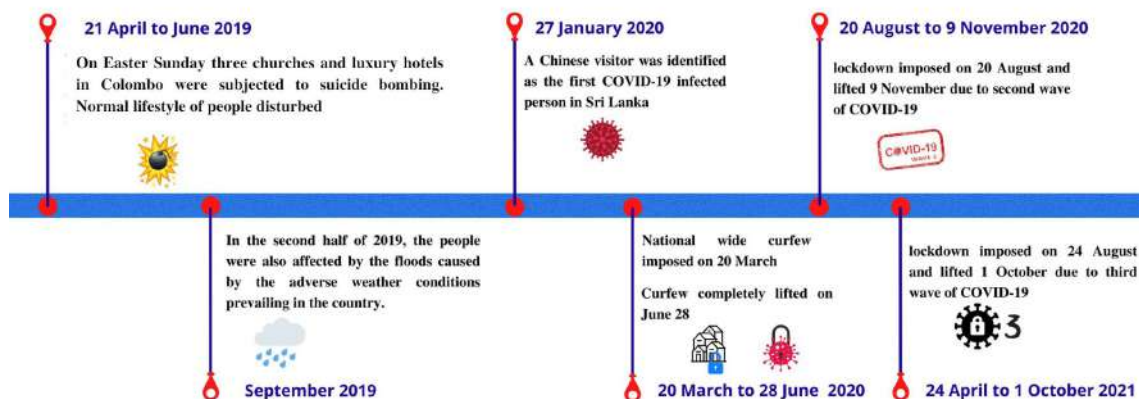 21 April to June 2019
On Easter Sunday three churches and luxury hotels
in Colombo were subjected to suicide bombing.
Normal lifestyle of people disturbed
27 January 2020
A Chinese visitor was identified
as the first COVID-19 infected
person in Sri Lanka
20 August to 9 November 2020
lockdown imposed on 20 August and
lifted 9 November due to second wave
of COVID-19
COVID-19
In the second half of 2019, the people
were also affected by the floods caused
by the adverse weather conditions
prevailing in the country.
September 2019
National wide curfew
imposed on 20 March
Curfew completely lifted on
June 28
20 March to 28 June 2020
lockdown imposed on 24 August
and lifted 1 October due to third
wave of COVID-19
3
24 April to 1 October 2021